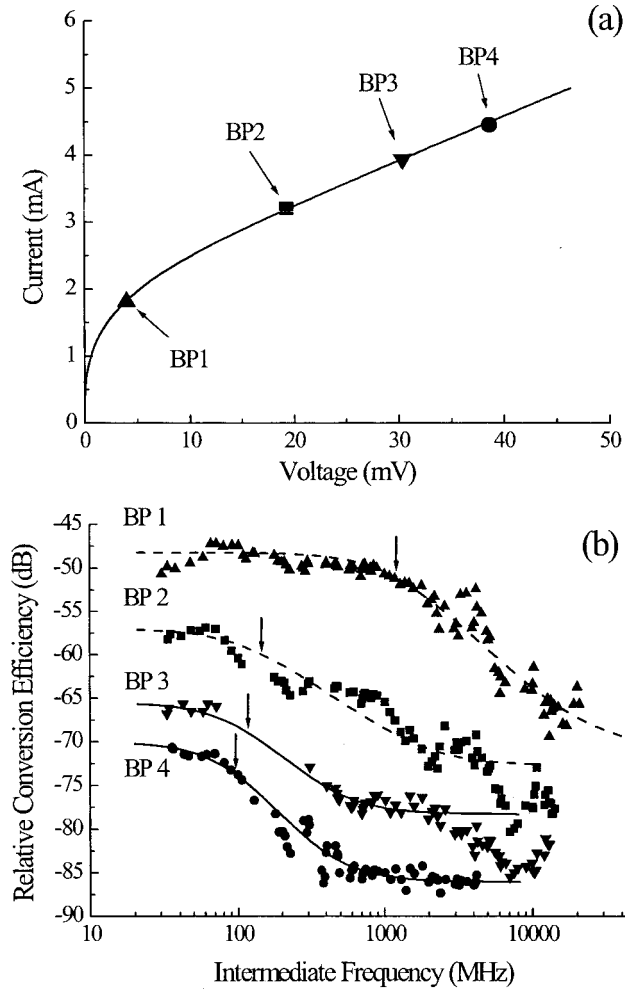 (a)
6
5
4
3
2
1
0
Current (mA)
BP1
BP2
BP3
BP4
0 10 20 30 40 50
Voltage (mV)
(b)
-45
-50
-55
-60
-65
-70
-75
-80
-85
-90
Relative Conversion Efficiency (dB)
BP 1
BP 2
BP 3
BP 4
10 100 1000 10000
Intermediate Frequency (MHz)